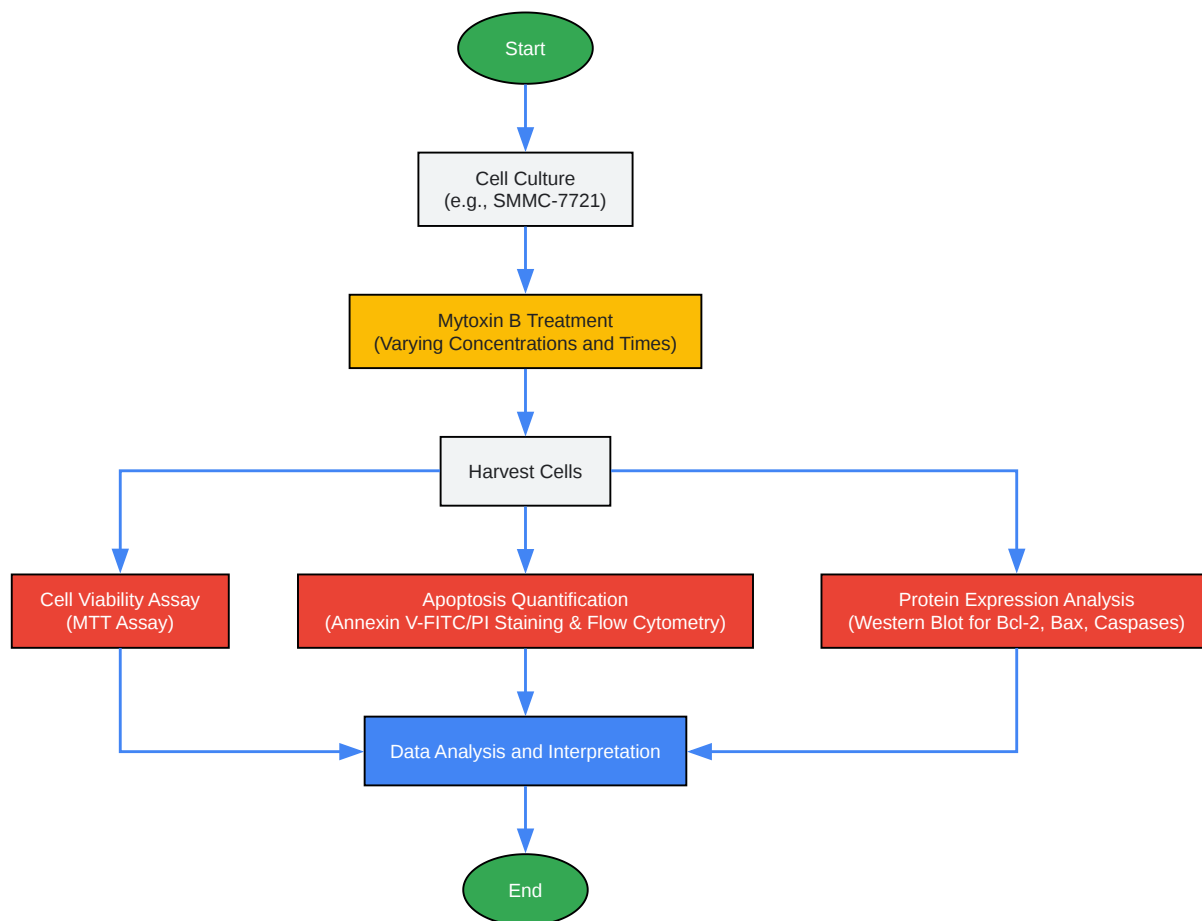 Start
Cell Culture
(e.g., SMMC-7721)
Mytoxin B Treatment
(Varying Concentrations and Times)
Harvest Cells
Cell Viability Assay
(MTT Assay)
Apoptosis Quantification
(Annexin V-FITC/PI Staining & Flow Cytometry)
Protein Expression Analysis
(Western Blot for Bcl-2, Bax, Caspases)
Data Analysis and Interpretation
End